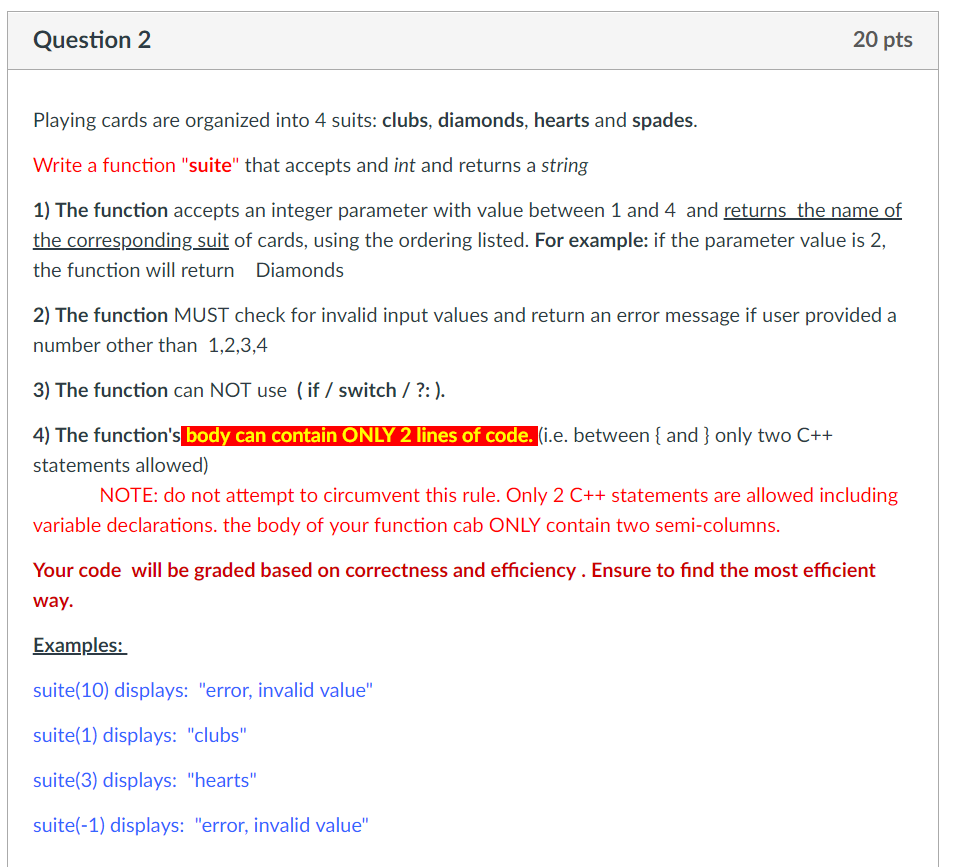 Question 2
20 pts
Playing cards are organized into 4 suits: clubs, diamonds, hearts and spades.
Write a function "suite" that accepts and int and returns a string
1) The function accepts an integer parameter with value between 1 and 4 and returns the name of
the corresponding suit of cards, using the ordering listed. For example: if the parameter value is 2,
the function will return Diamonds
2) The function MUST check for invalid input values and return an error message if user provided a
number other than 1,2,3,4
3) The function can NOT use ( if / switch / ?: ).
4) The function's body can contain ONLY 2 lines of code. (i.e. between { and } only two C++
statements allowed)
NOTE: do not attempt to circumvent this rule. Only 2 C++ statements are allowed including
variable declarations. the body of your function cab ONLY contain two semi-columns.
Your code will be graded based on correctness and efficiency . Ensure to find the most efficient
way.
Examples:
suite(10) displays: "error, invalid value"
suite(1) displays: "clubs"
suite(3) displays: "hearts"
suite(-1) displays: "error, invalid value"